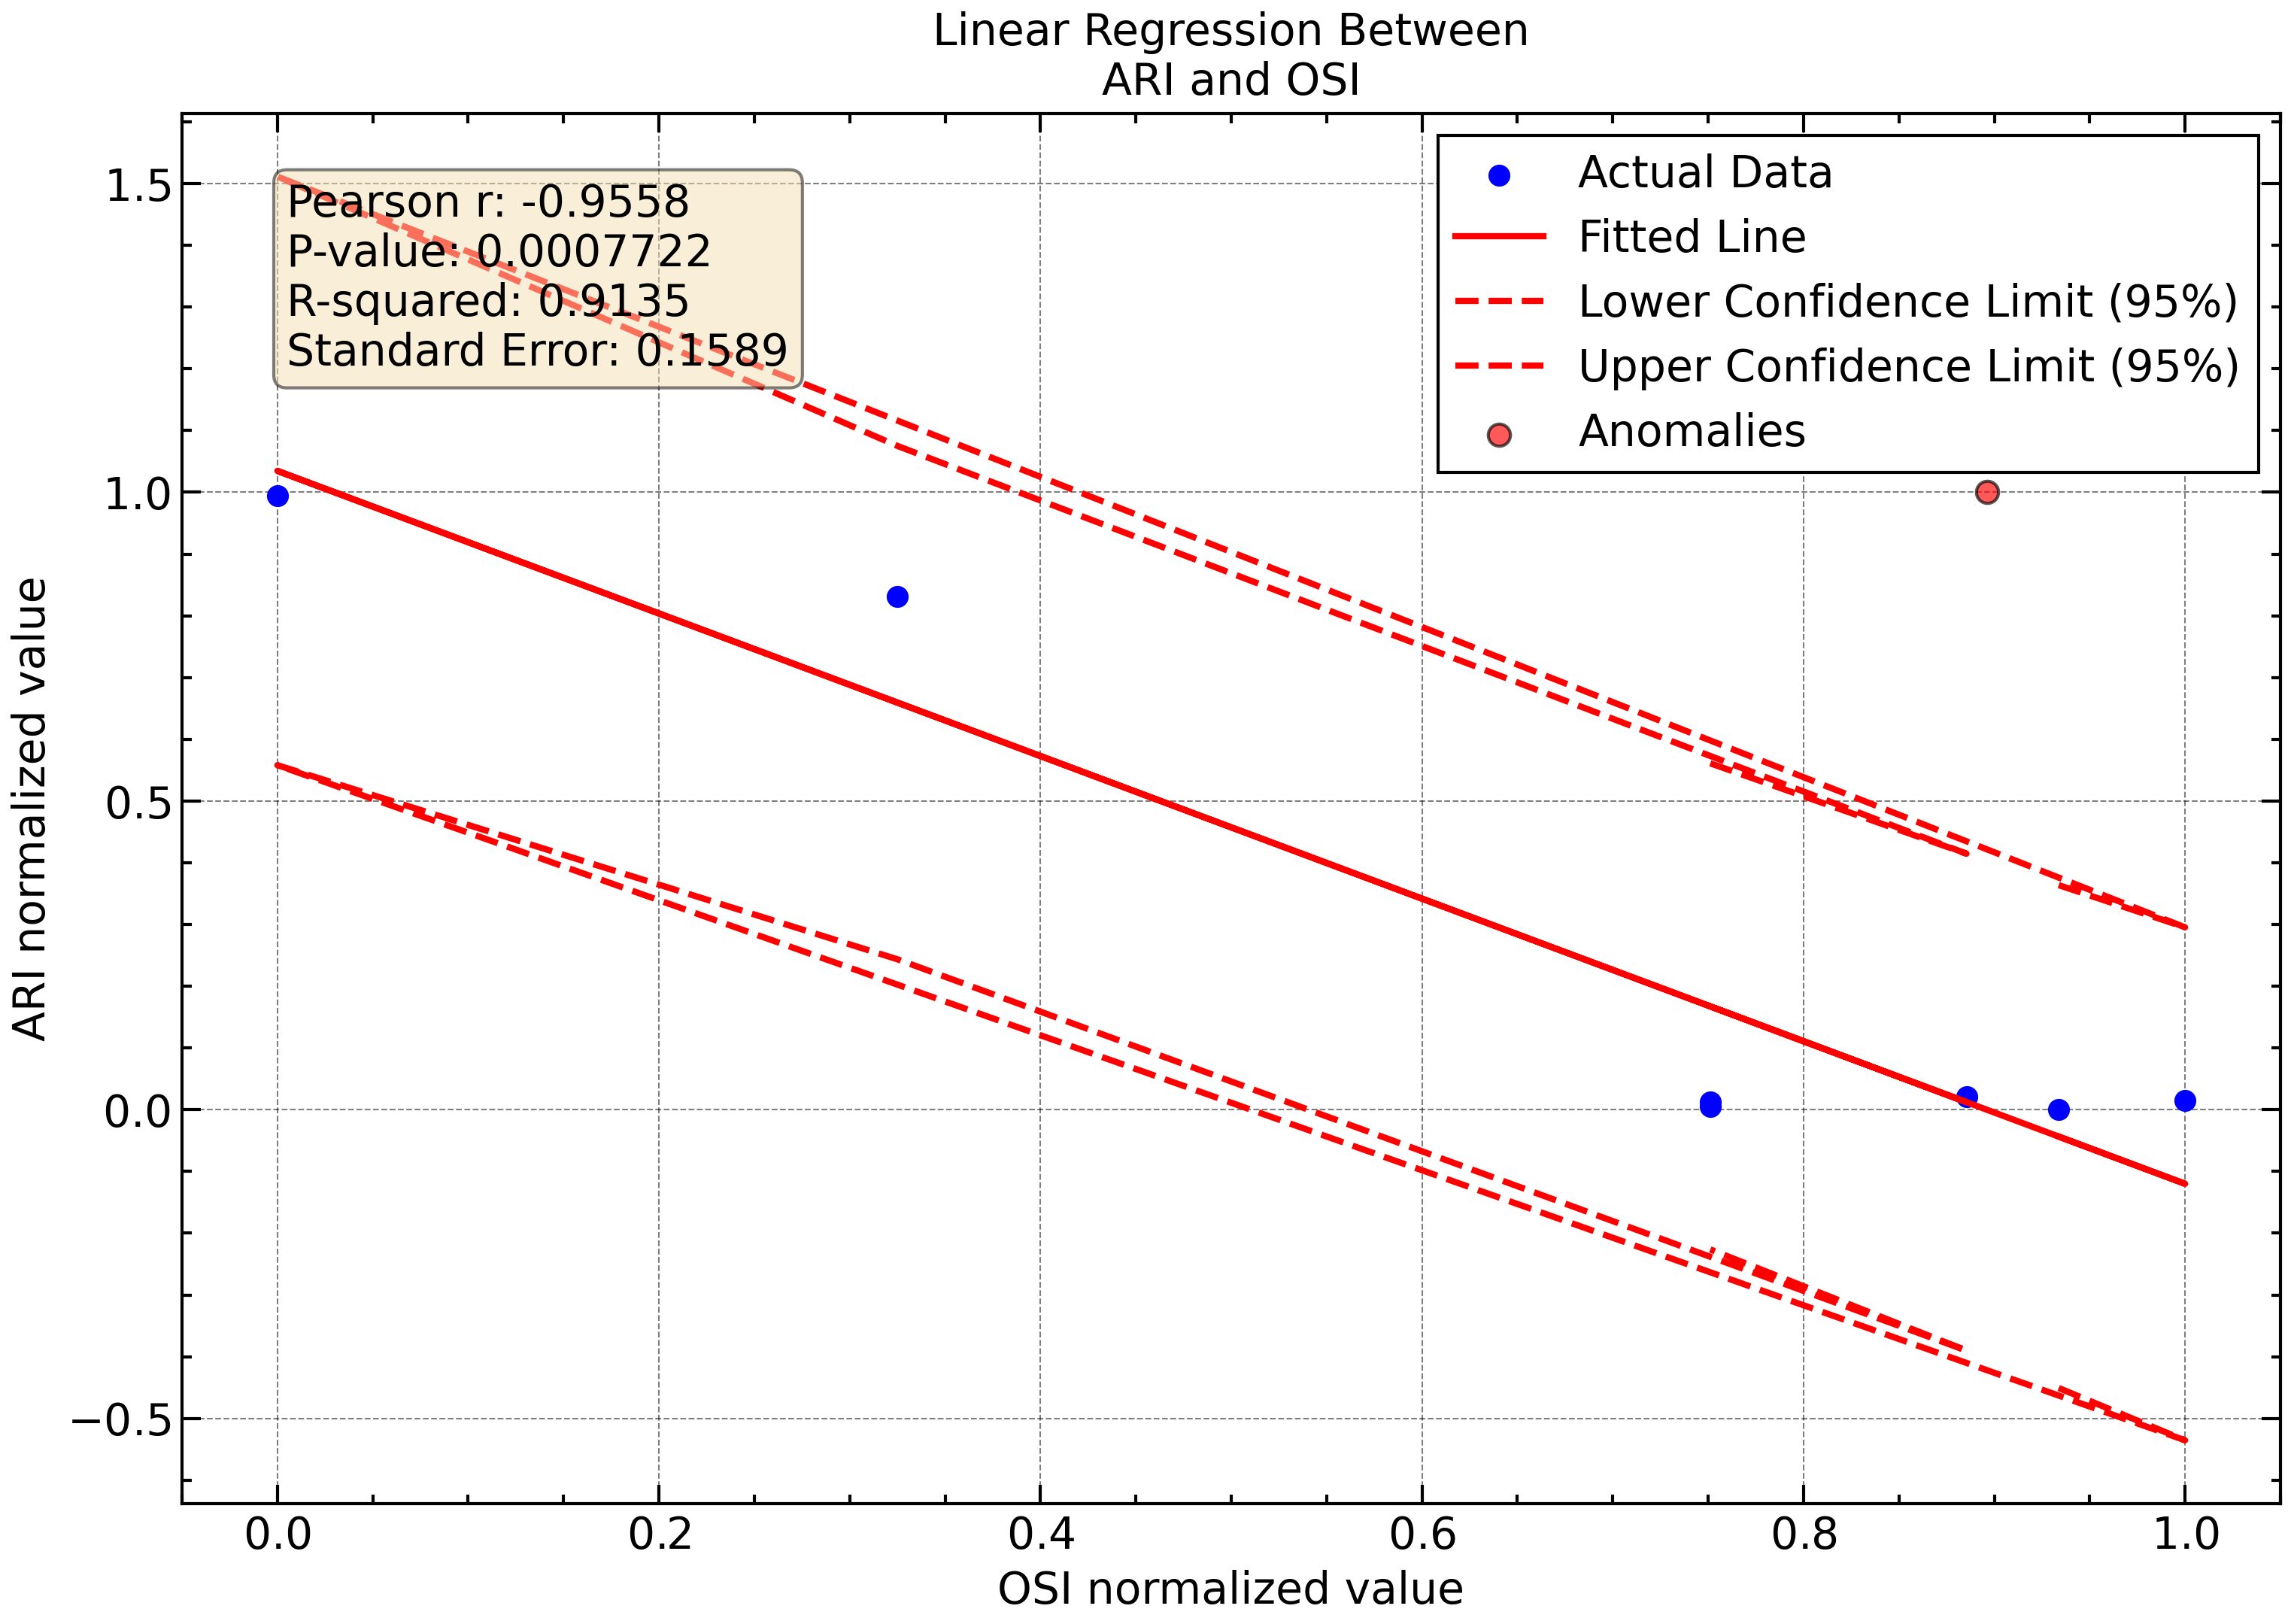 Linear Regression Between
ARI and OSI
Pearson r: -0.9558
P-value: 0.0007722
R-squared: 0.9135
Standard Error: 0.1589
Actual Data
Fitted Line
Lower Confidence Limit (95%)
Upper Confidence Limit (95%)
Anomalies
ARI normalized value
1.5
1.0
0.5
0.0
−0.5
0.0 0.2 0.4 0.6 0.8 1.0
OSI normalized value